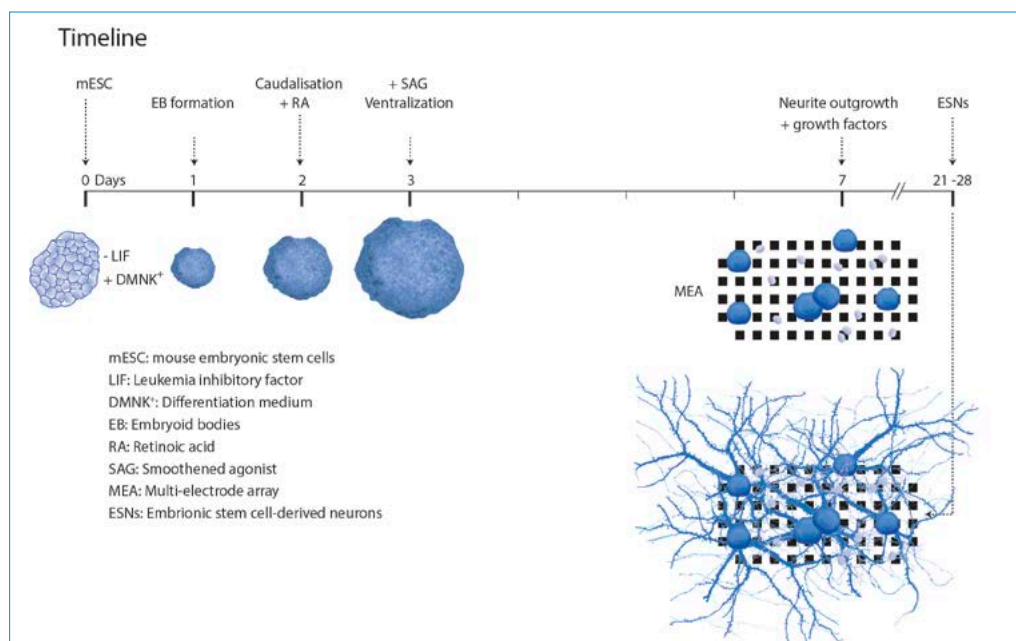 Timeline
mESC
EB formation
Caudalisation
+ RA
+ SAG
Ventralization
Neurite outgrowth
+ growth factors
ESNs
0 Days
1
2
3
7
21 -28
- LIF
+ DMNK⁺
MEA
mESC: mouse embryonic stem cells
LIF: Leukemia inhibitory factor
DMNK⁺: Differentiation medium
EB: Embryoid bodies
RA: Retinoic acid
SAG: Smoothened agonist
MEA: Multi-electrode array
ESNs: Embrionic stem cell-derived neurons